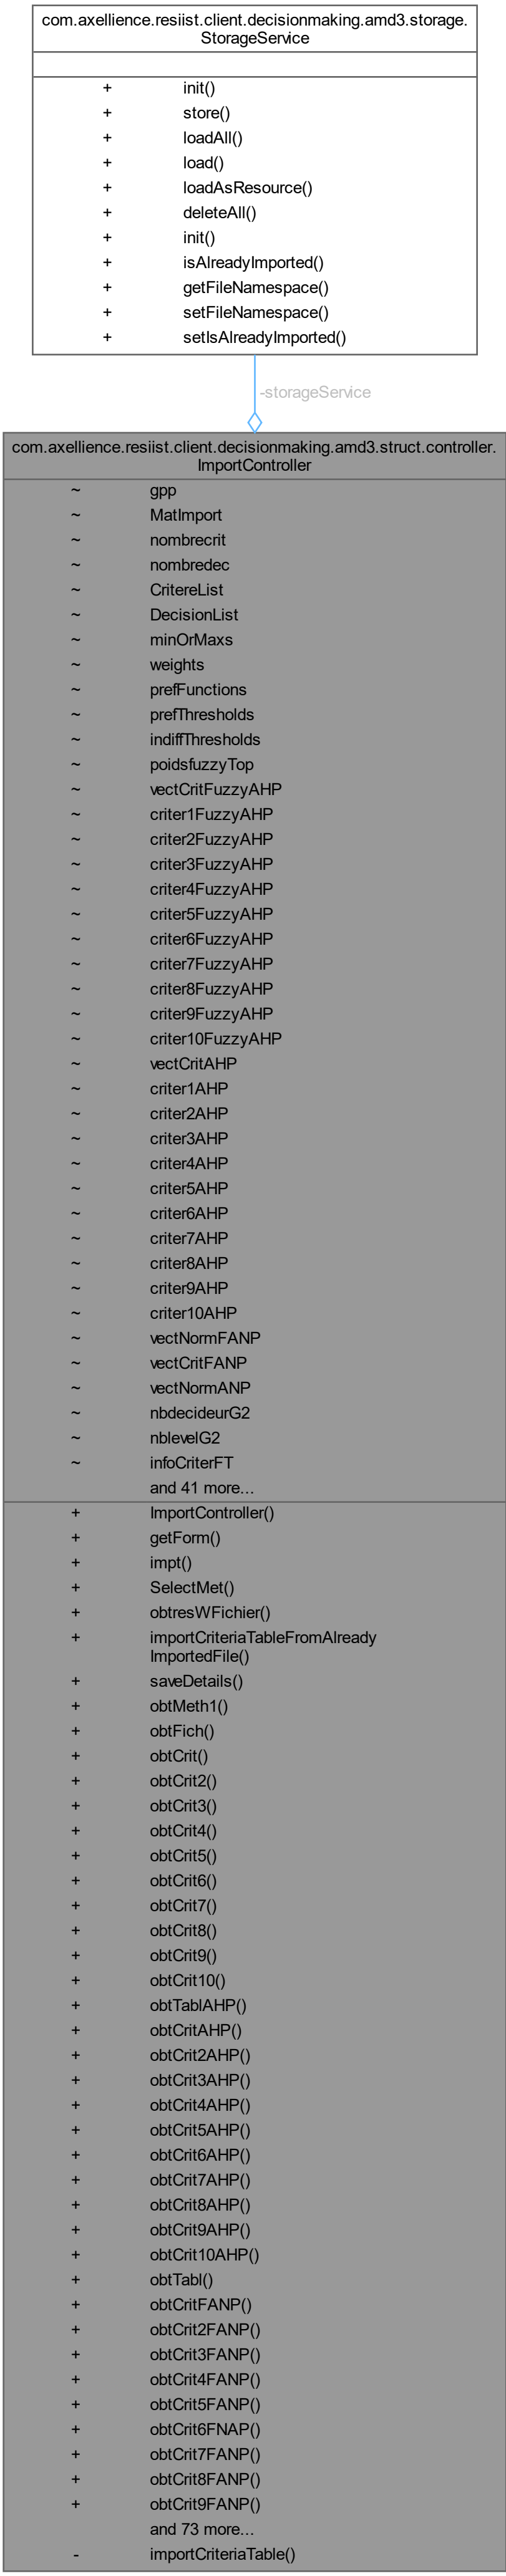 com.axellience.resiist.client.decisionmaking.amd3.storage.
StorageService
+ init()
+ store()
+ loadAll()
+ load()
+ loadAsResource()
+ deleteAll()
+ init()
+ isAlreadyImported()
+ getFileNamespace()
+ setFileNamespace()
+ setIsAlreadyImported()
-storageService
com.axellience.resiist.client.decisionmaking.amd3.struct.controller.
ImportController
~ gpp
~ MatImport
~ nombrecrit
~ nombredec
~ CritereList
~ DecisionList
~ minOrMaxs
~ weights
~ prefFunctions
~ prefThresholds
~ indiffThresholds
~ poidsfuzzyTop
~ vectCritFuzzyAHP
~ criter1FuzzyAHP
~ criter2FuzzyAHP
~ criter3FuzzyAHP
~ criter4FuzzyAHP
~ criter5FuzzyAHP
~ criter6FuzzyAHP
~ criter7FuzzyAHP
~ criter8FuzzyAHP
~ criter9FuzzyAHP
~ criter10FuzzyAHP
~ vectCritAHP
~ criter1AHP
~ criter2AHP
~ criter3AHP
~ criter4AHP
~ criter5AHP
~ criter6AHP
~ criter7AHP
~ criter8AHP
~ criter9AHP
~ criter10AHP
~ vectNormFANP
~ vectCritFANP
~ vectNormANP
~ nbdecideurG2
~ nblevelG2
~ infoCriterFT
and 41 more...
+ ImportController()
+ getForm()
+ impt()
+ SelectMet()
+ obtresWFichier()
+ importCriteriaTableFromAlready
ImportedFile()
+ saveDetails()
+ obtMeth1()
+ obtFich()
+ obtCrit()
+ obtCrit2()
+ obtCrit3()
+ obtCrit4()
+ obtCrit5()
+ obtCrit6()
+ obtCrit7()
+ obtCrit8()
+ obtCrit9()
+ obtCrit10()
+ obtTablAHP()
+ obtCritAHP()
+ obtCrit2AHP()
+ obtCrit3AHP()
+ obtCrit4AHP()
+ obtCrit5AHP()
+ obtCrit6AHP()
+ obtCrit7AHP()
+ obtCrit8AHP()
+ obtCrit9AHP()
+ obtCrit10AHP()
+ obtTabl()
+ obtCritFANP()
+ obtCrit2FANP()
+ obtCrit3FANP()
+ obtCrit4FANP()
+ obtCrit5FANP()
+ obtCrit6FNAP()
+ obtCrit7FANP()
+ obtCrit8FANP()
+ obtCrit9FANP()
and 73 more...
- importCriteriaTable()